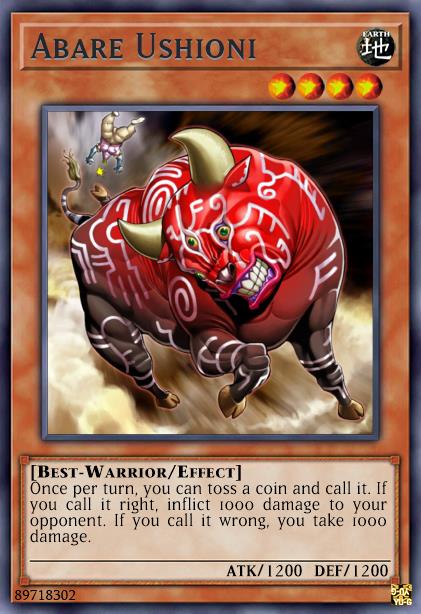 Abare Ushioni
EARTH
地
[Best-Warrior/Effect]
Once per turn, you can toss a coin and call it. If
you call it right, inflict 1000 damage to your
opponent. If you call it wrong, you take 1000
damage.
ATK/1200 DEF/1200
89718302